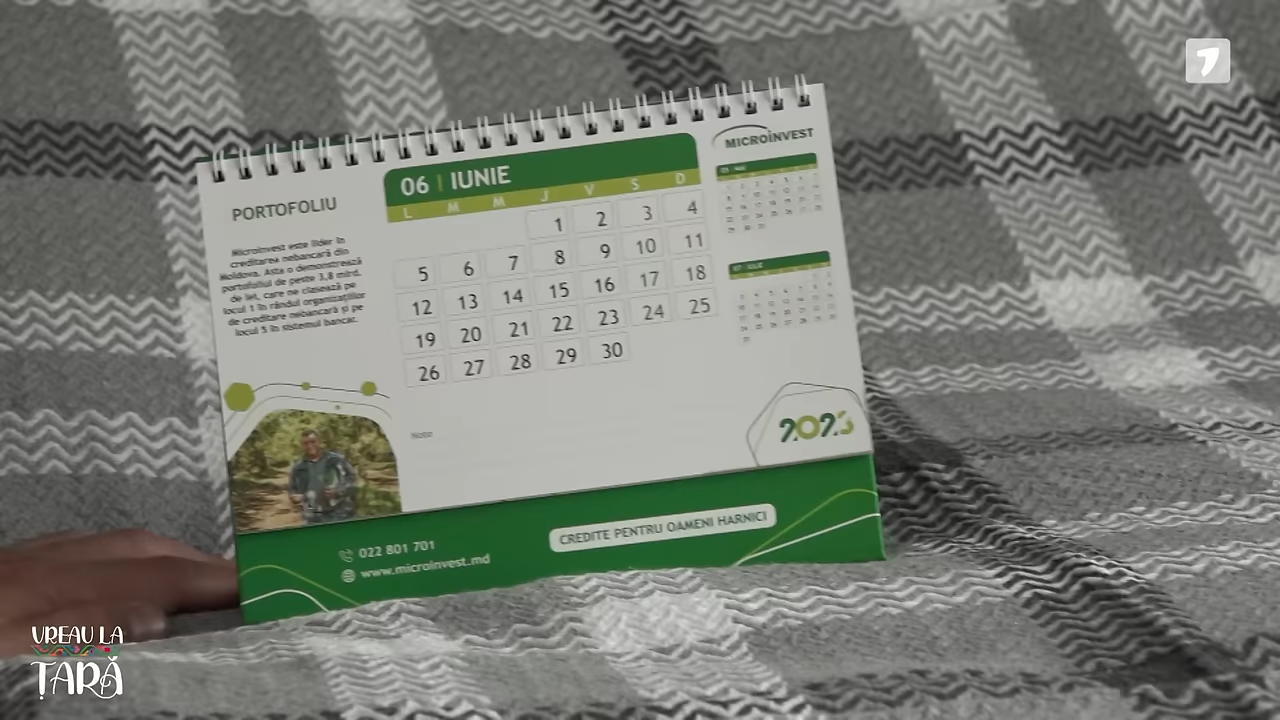 7
PORTOFOLIU
Microinvest este lider în
creditarea nebancară din
Moldova. Asta o demonstrează
portofoliul de peste 3,8 mlrd.
de lei, care ne clasează pe
locul 1 în rândul organizațiilor
de creditare nebancară și pe
locul 5 în sistemul bancar.
06 | IUNIE
L M M J V S D
1 2 3 4
5 6 7 8 9 10 11
12 13 14 15 16 17 18
19 20 21 22 23 24 25
26 27 28 29 30
Note
MICROINVEST
2023
022 801 701
www.microinvest.md
CREDITE PENTRU OAMENI HARNICI
VREAU LA
ȚARĂ